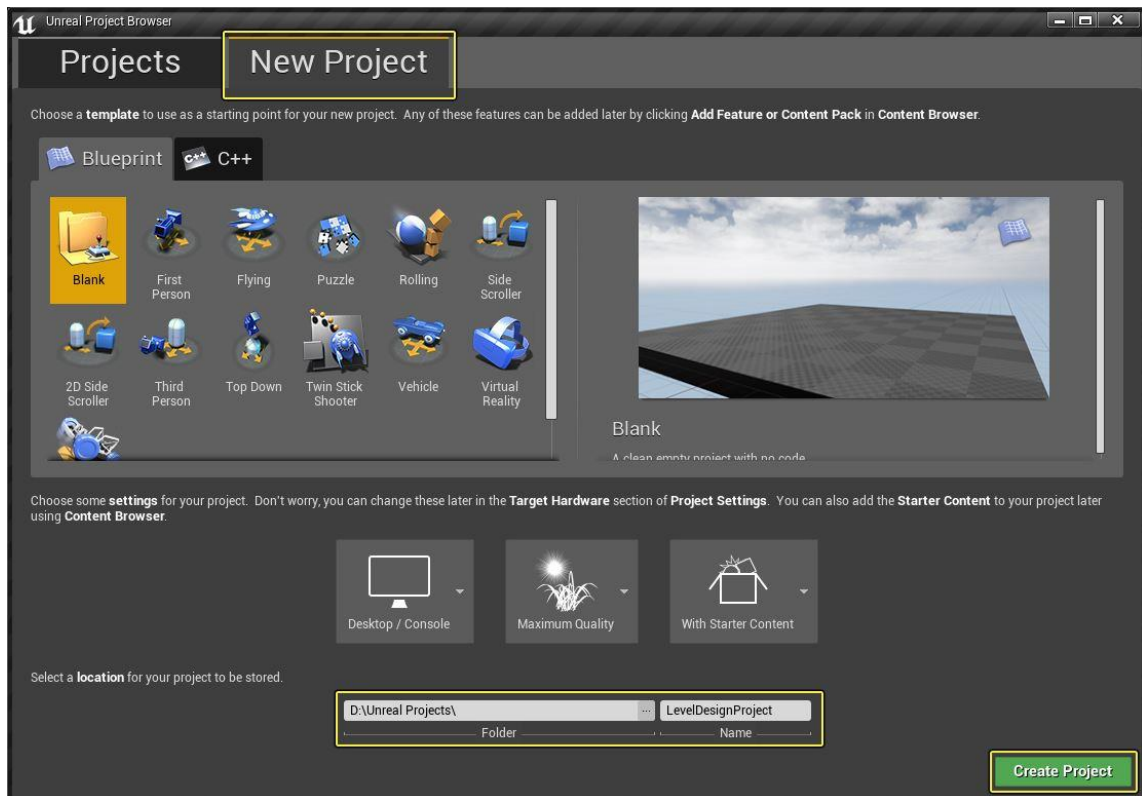 Unreal Project Browser
Projects
New Project
Choose a template to use as a starting point for your new project. Any of these features can be added later by clicking Add Feature or Content Pack in Content Browser.
Blueprint
C++
C++
Blank
First
Person
Flying
Puzzle
Rolling
Side
Scroller
2D Side
Scroller
Third
Person
Top Down
Twin Stick
Shooter
Vehicle
Virtual
Reality
Blank
A clean empty project with no code.
Choose some settings for your project. Don't worry, you can change these later in the Target Hardware section of Project Settings. You can also add the Starter Content to your project later
using Content Browser.
Desktop / Console
Maximum Quality
With Starter Content
Select a location for your project to be stored.
D:\Unreal Projects\
...
LevelDesignProject
Folder
Name
Create Project